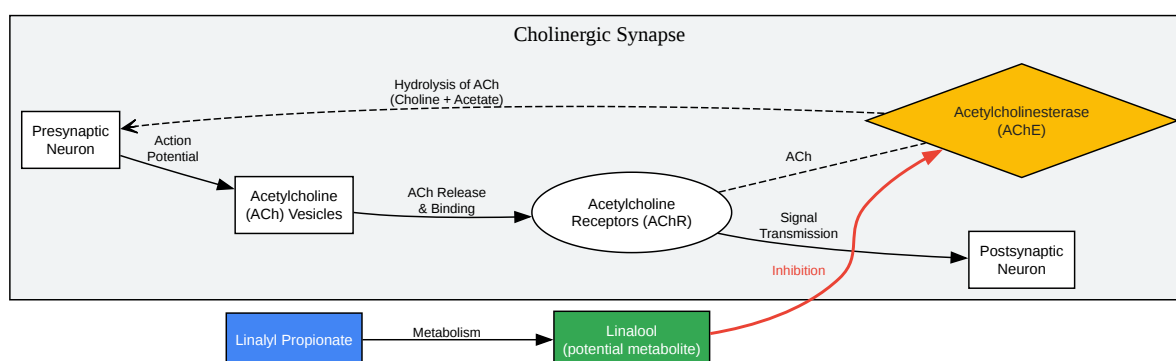 Cholinergic Synapse
Hydrolysis of ACh
(Choline + Acetate)
Acetylcholinesterase
(AChE)
Presynaptic
Neuron
Action
Potential
ACh
Acetylcholine
(ACh) Vesicles
ACh Release
& Binding
Acetylcholine
Receptors (AChR)
Signal
Transmission
Postsynaptic
Neuron
Inhibition
Linalyl Propionate
Metabolism
Linalool
(potential metabolite)